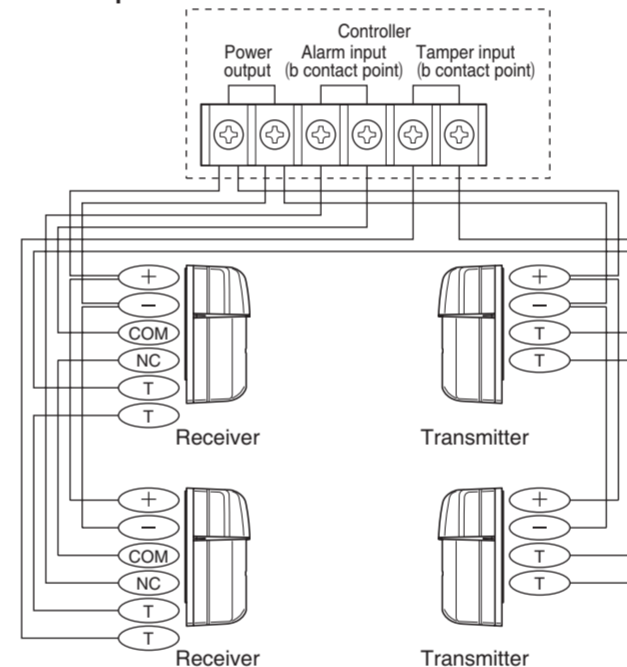 Controller
Power output
Alarm input (b contact point)
Tamper input (b contact point)
+
−
COM
NC
T
T
Receiver
+
−
T
T
Transmitter
+
−
COM
NC
T
T
Receiver
+
−
T
T
Transmitter